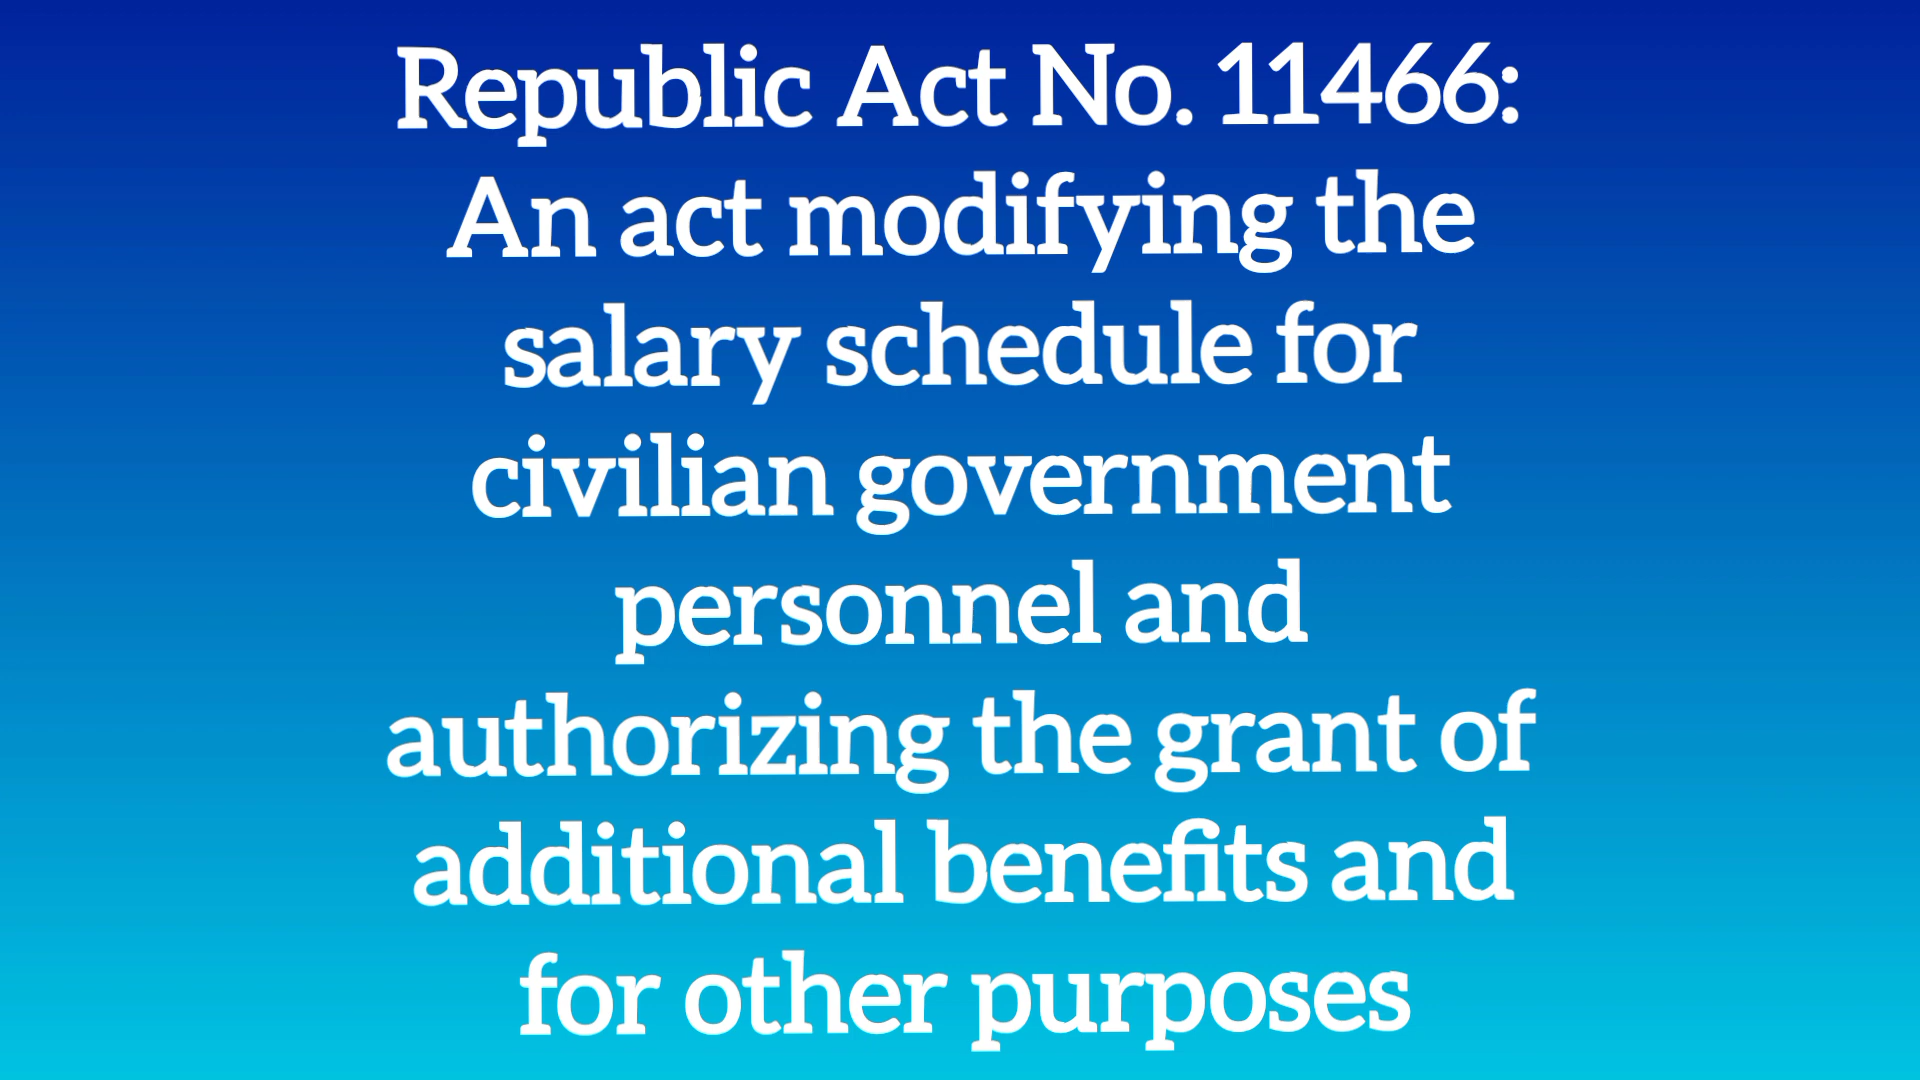 Republic Act No. 11466:
An act modifying the
salary schedule for
civilian government
personnel and
authorizing the grant of
additional benefits and
for other purposes